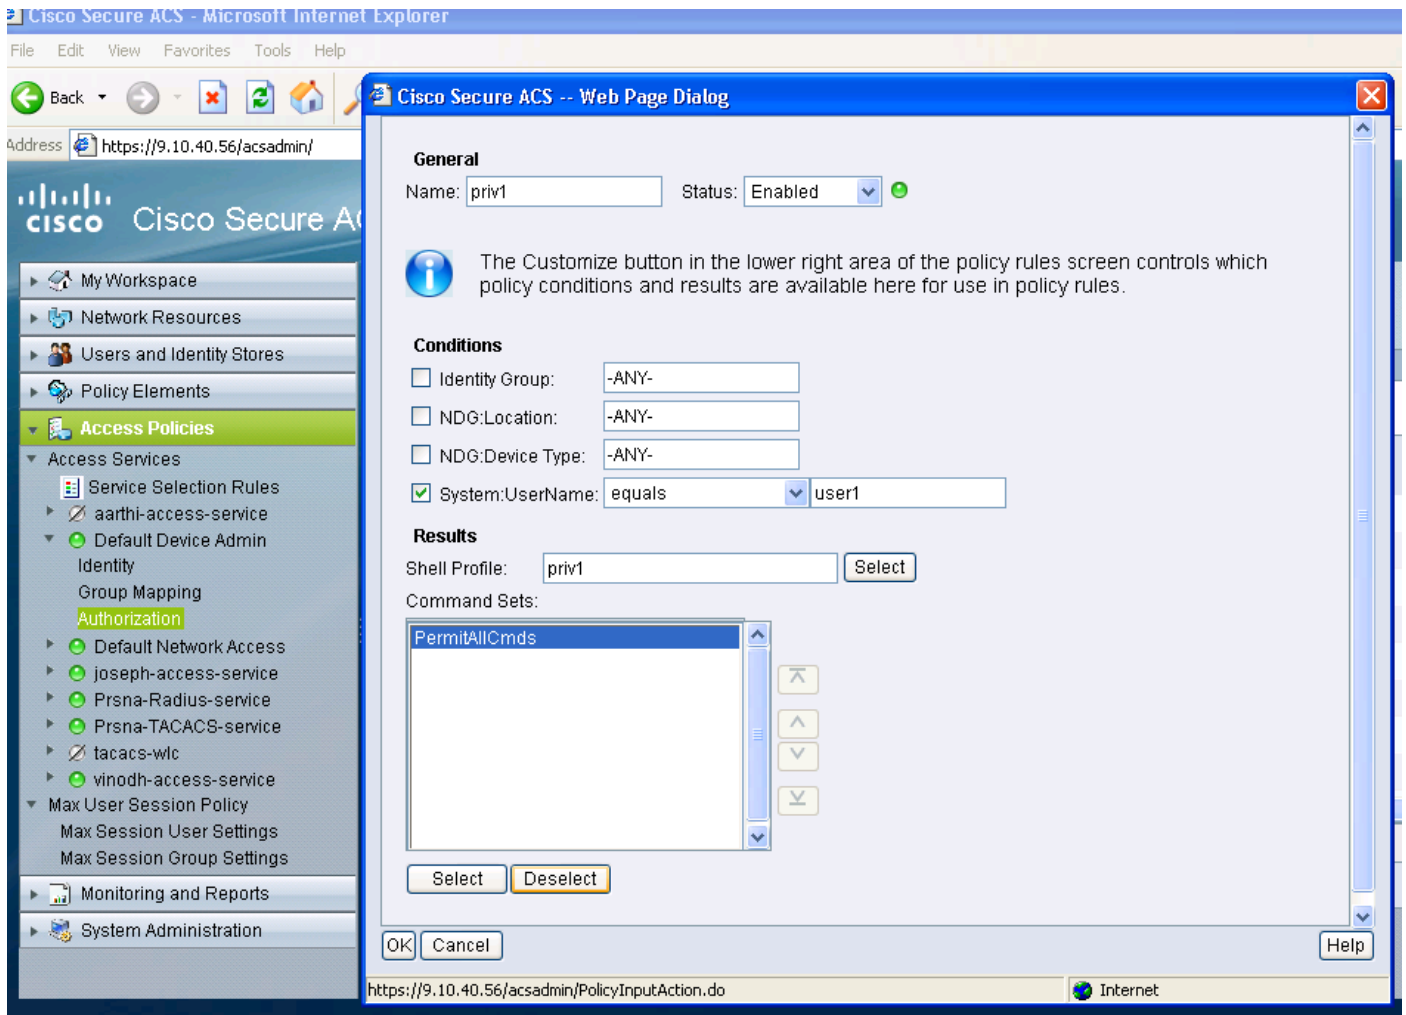 Cisco Secure ACS - Microsoft Internet Explorer
File Edit View Favorites Tools Help
Back
Address https://9.10.40.56/acsadmin/
CISCO Cisco Secure A
My Workspace
Network Resources
Users and Identity Stores
Policy Elements
Access Policies
Access Services
Service Selection Rules
aarthi-access-service
Default Device Admin
Identity
Group Mapping
Authorization
Default Network Access
joseph-access-service
Prsna-Radius-service
Prsna-TACACS-service
tacacs-wlc
vinodh-access-service
Max User Session Policy
Max Session User Settings
Max Session Group Settings
Monitoring and Reports
System Administration
Cisco Secure ACS -- Web Page Dialog
General
Name: priv1 Status: Enabled
The Customize button in the lower right area of the policy rules screen controls which
policy conditions and results are available here for use in policy rules.
Conditions
Identity Group: -ANY-
NDG:Location: -ANY-
NDG:Device Type: -ANY-
System:UserName: equals user1
Results
Shell Profile: priv1 Select
Command Sets:
PermitAllCmds
Select Deselect
OK Cancel Help
https://9.10.40.56/acsadmin/PolicyInputAction.do Internet